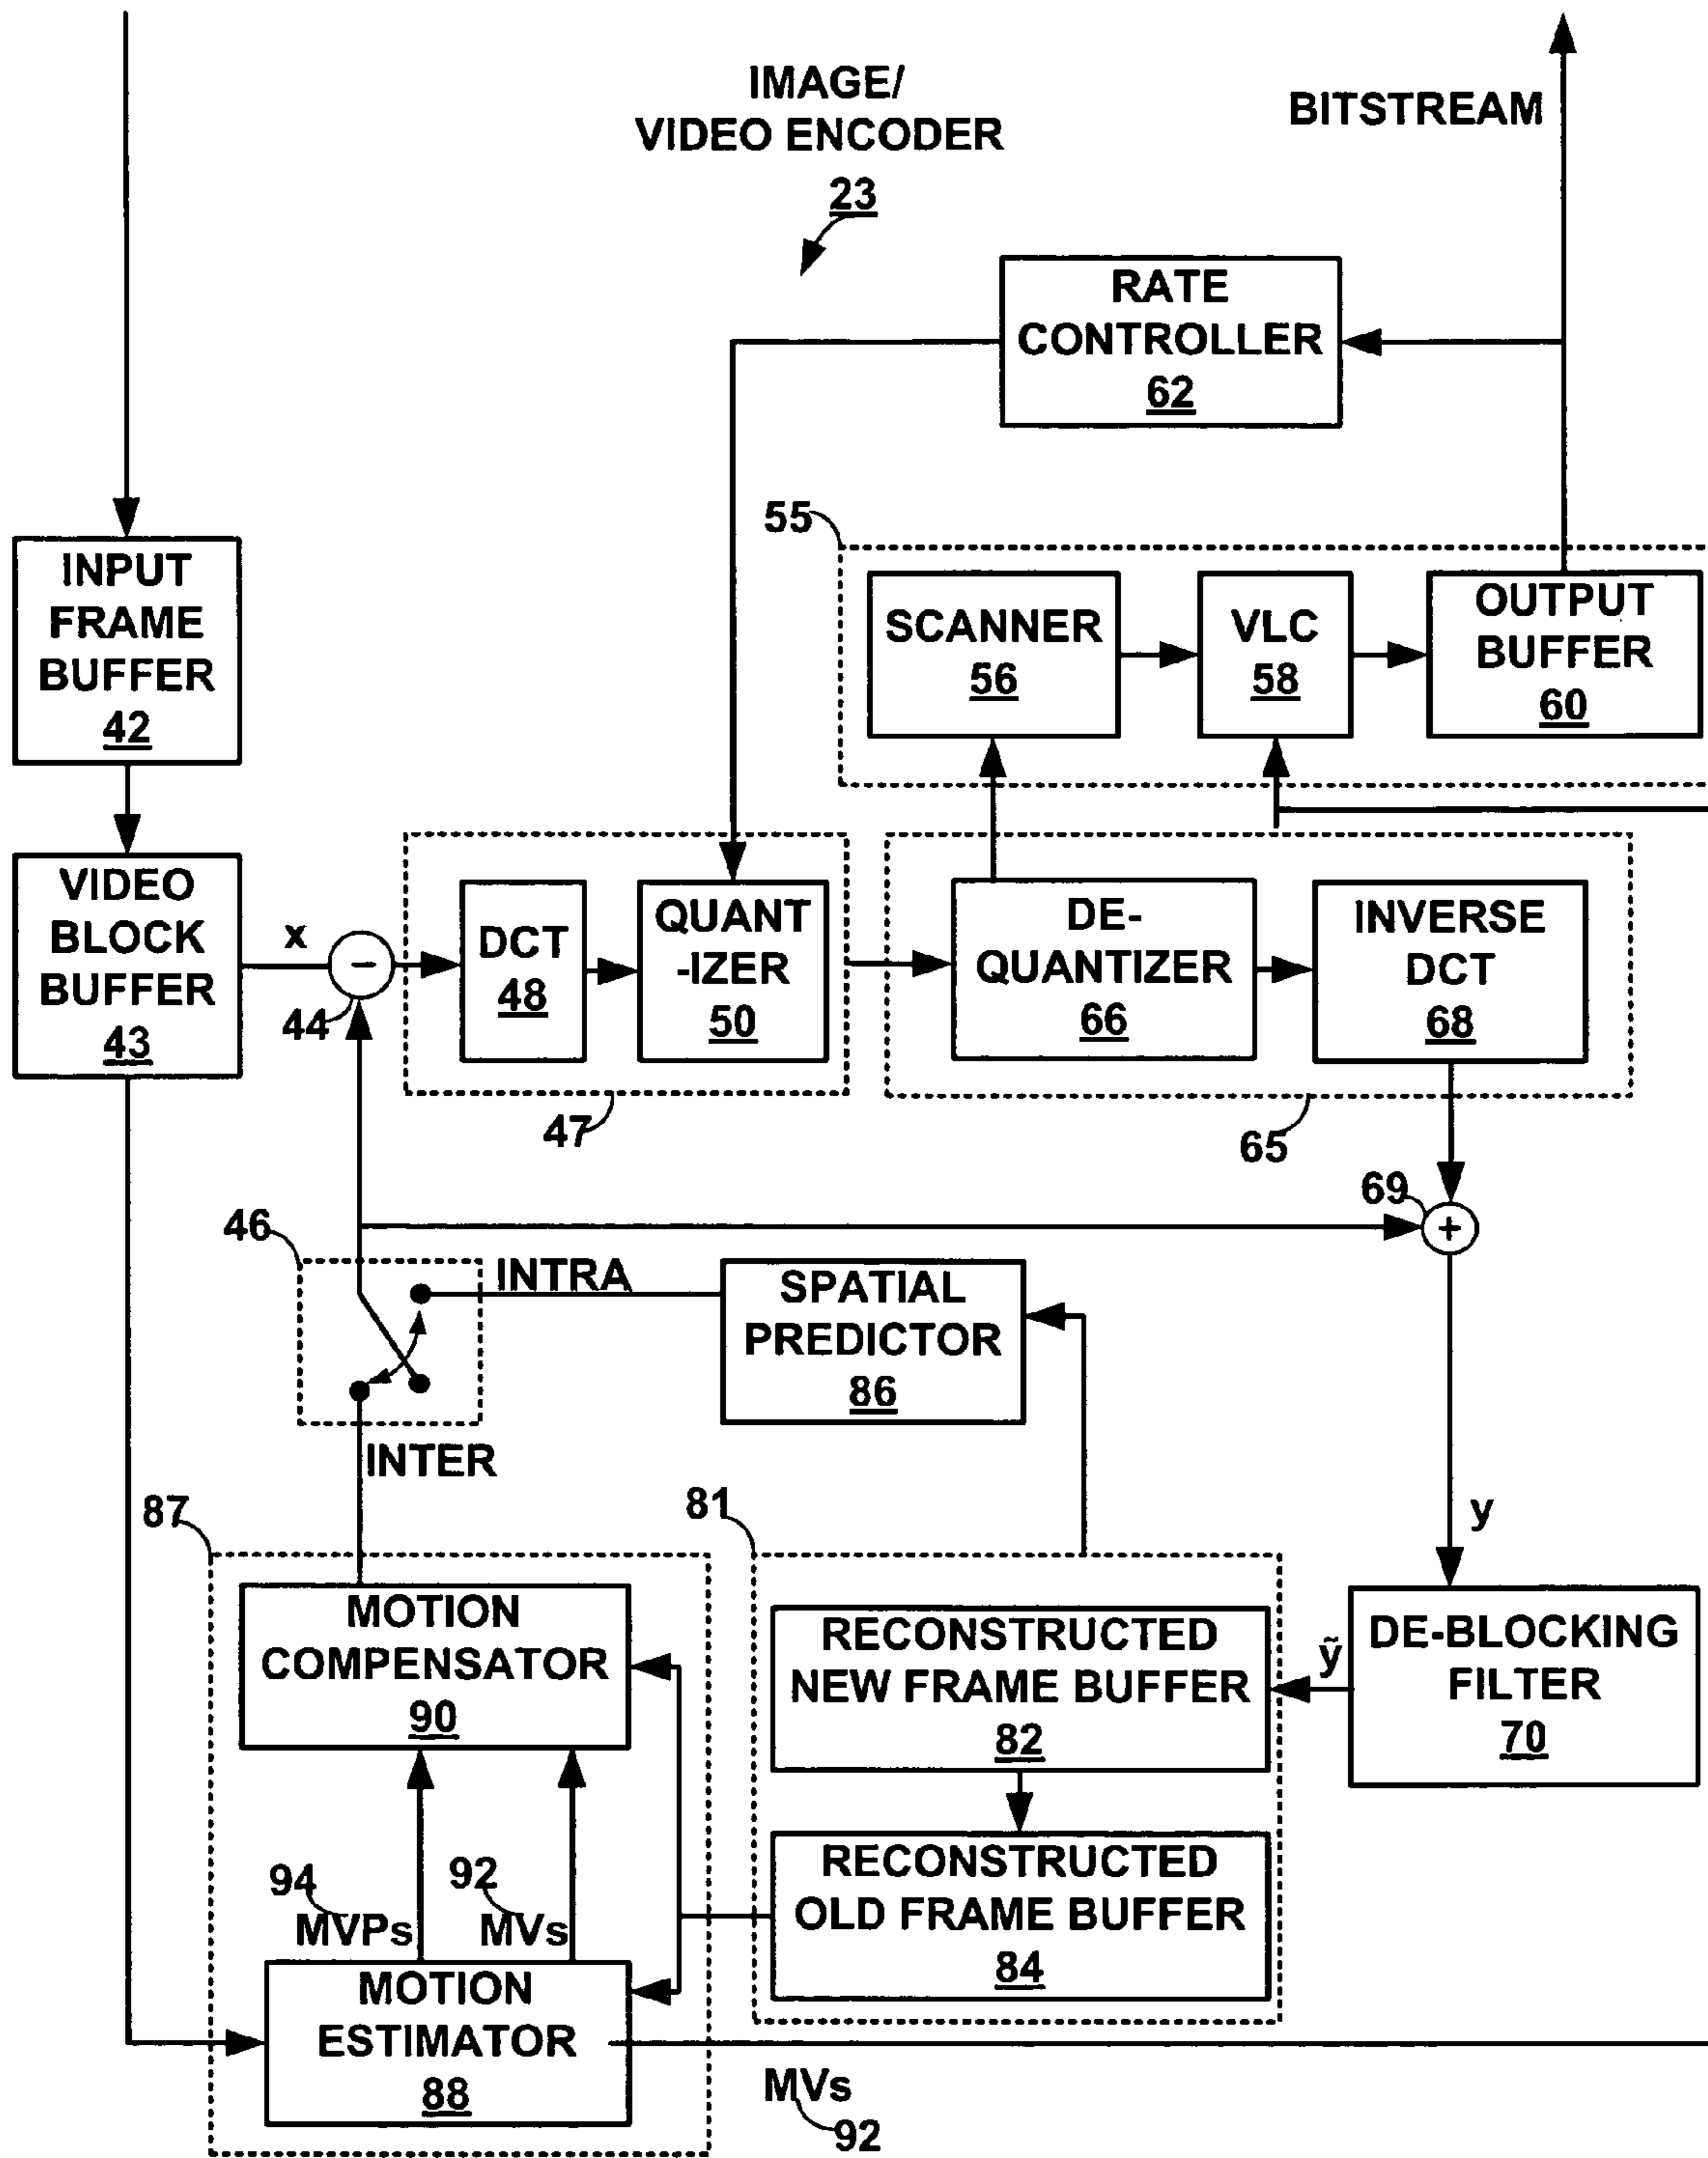 IMAGE/
VIDEO ENCODER
23
BITSTREAM
RATE
CONTROLLER
62
55
INPUT
FRAME
BUFFER
42
SCANNER
56
VLC
58
OUTPUT
BUFFER
60
VIDEO
BLOCK
BUFFER
43
x
-
44
DCT
48
QUANT
-IZER
50
47
DE-
QUANTIZER
66
INVERSE
DCT
68
65
69
+
46
INTRA
SPATIAL
PREDICTOR
86
INTER
y
87
81
MOTION
COMPENSATOR
90
RECONSTRUCTED
NEW FRAME BUFFER
82
ỹ
DE-BLOCKING
FILTER
70
94
MVPs
92
MVs
RECONSTRUCTED
OLD FRAME BUFFER
84
MOTION
ESTIMATOR
88
MVs
92